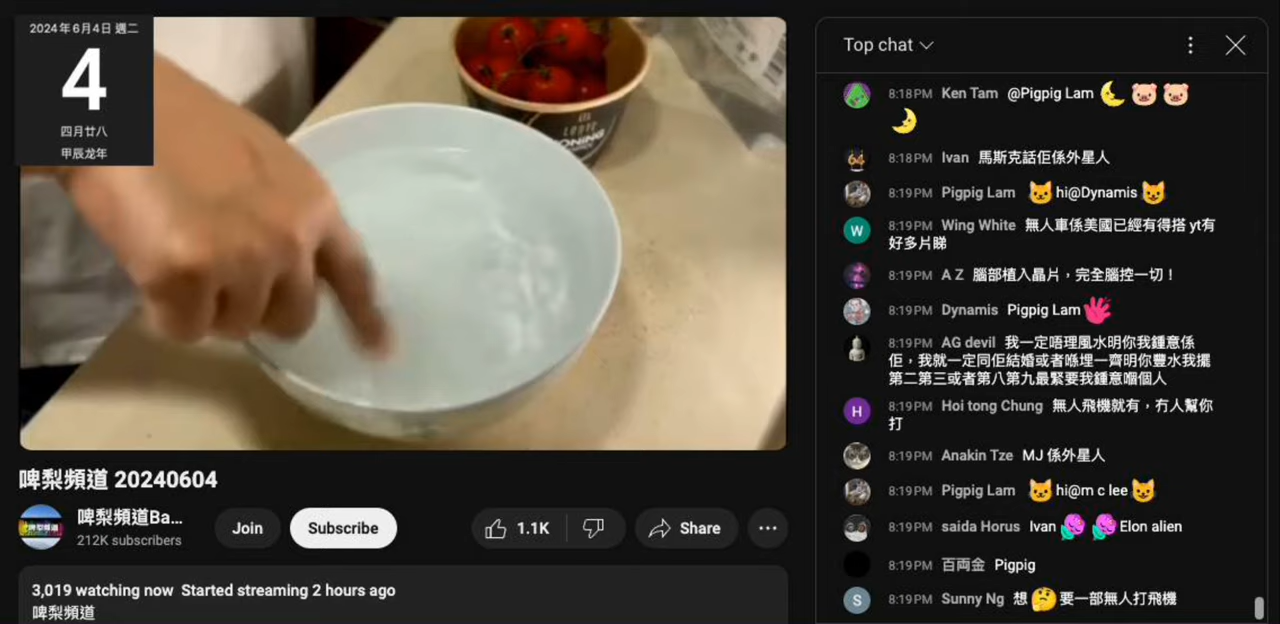 2024年6月4日 週二
4
四月廿八
甲辰龙年
啤梨頻道 20240604
啤梨頻道Ba...
212K subscribers
Join
Subscribe
1.1K
Share
3,019 watching now Started streaming 2 hours ago
啤梨頻道
Top chat
8:18PM Ken Tam @Pigpig Lam 🌜🐷🐷
🌛
8:18PM Ivan 馬斯克話佢係外星人
8:19PM Pigpig Lam 😺hi@Dynamis😺
8:19PM Wing White 無人車係美國已經有得搭 yt有
好多片睇
8:19PM A Z 腦部植入晶片，完全腦控一切！
8:19PM Dynamis Pigpig Lam
8:19PM AG devil 我一定唔理風水明你我鍾意係
佢，我就一定同佢結婚或者喺埋一齊明你豐水我擺
第二第三或者第八第九最緊要我鍾意嗰個人
8:19PM Hoi tong Chung 無人飛機就有，冇人幫你
打
8:19PM Anakin Tze MJ 係外星人
8:19PM Pigpig Lam 😺hi@m c lee😺
8:19PM saida Horus Ivan Elon alien
8:19PM 百両金 Pigpig
8:19PM Sunny Ng 想🤔要一部無人打飛機
W
H
S